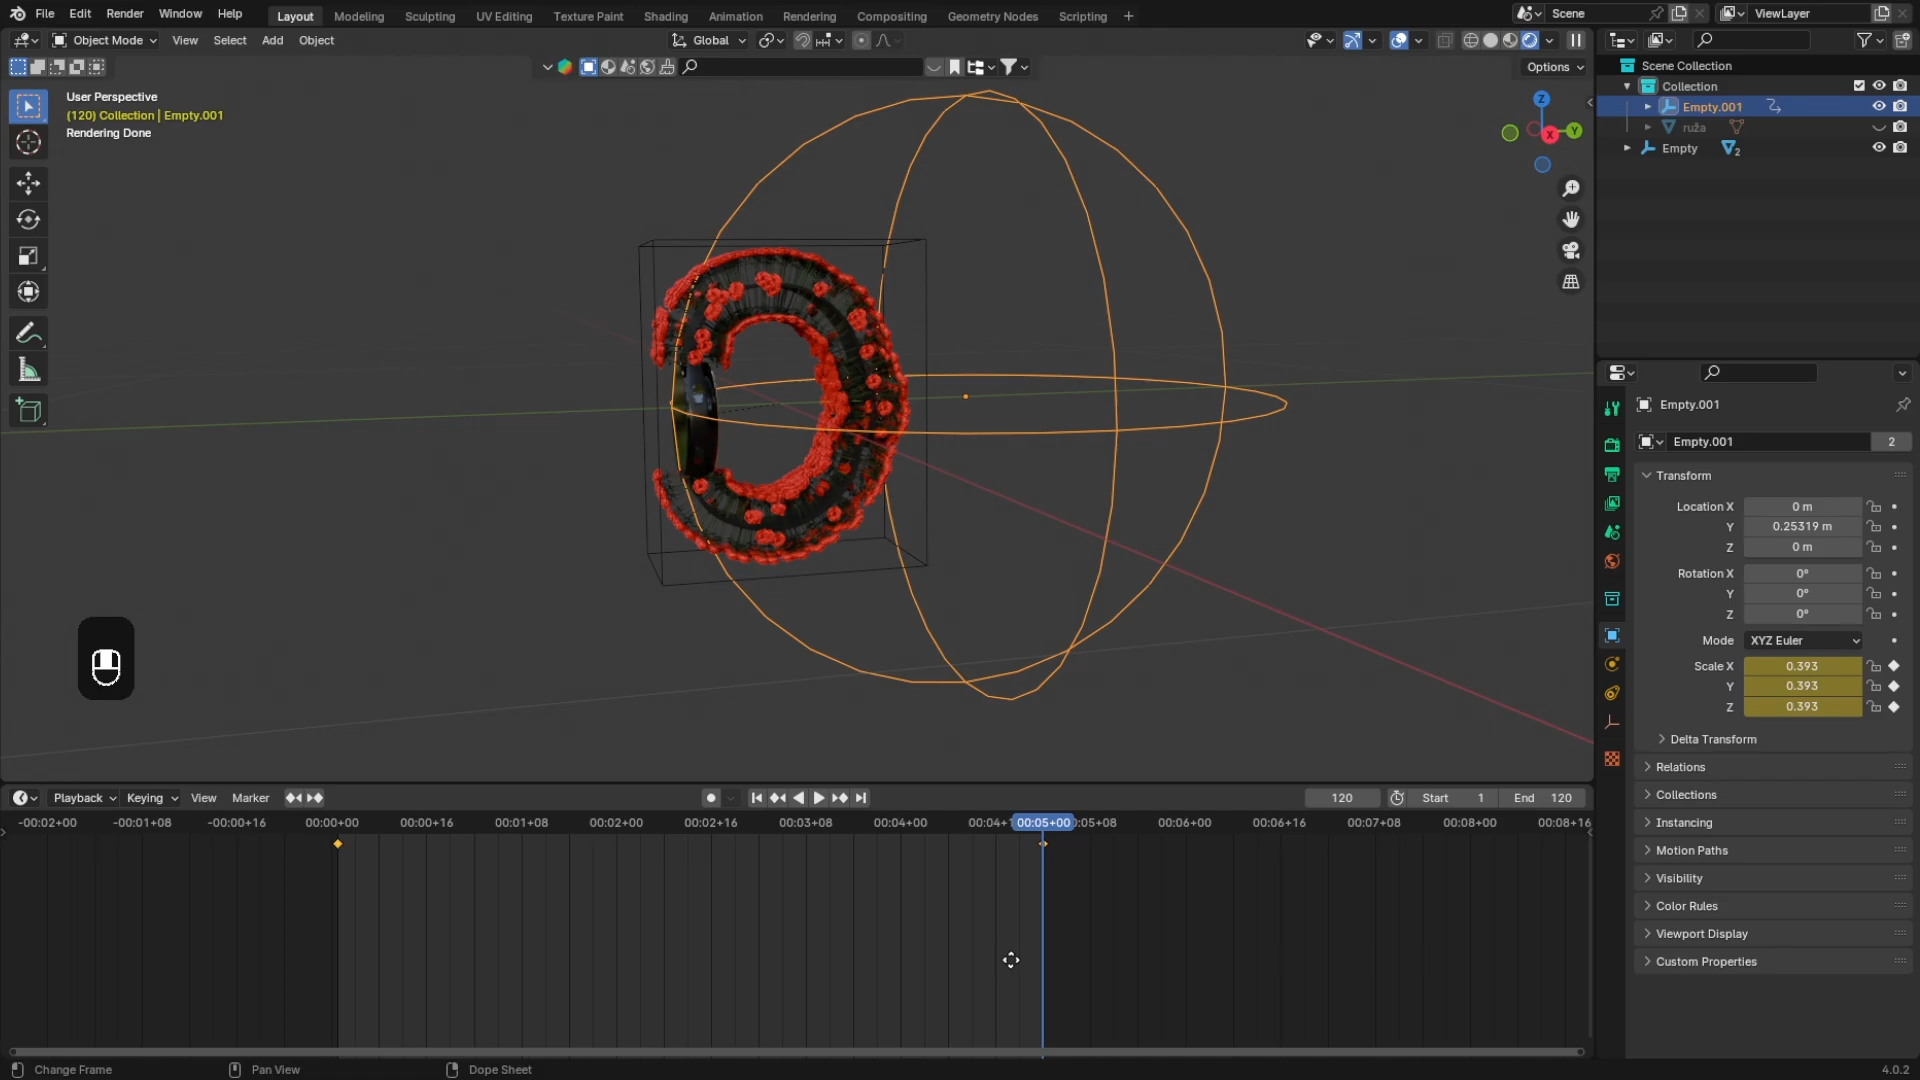 File Edit Render Window Help Layout Modeling Sculpting UV Editing Texture Paint Shading Animation Rendering Compositing Geometry Nodes Scripting + Scene ViewLayer
Object Mode View Select Add Object Global
Options
User Perspective
(120) Collection | Empty.001
Rendering Done
Z
Y
X
Scene Collection
Collection
Empty.001
ruža
Empty 2
Empty.001
Empty.001 2
Transform
Location X 0 m
Y 0.25319 m
Z 0 m
Rotation X 0°
Y 0°
Z 0°
Mode XYZ Euler
Scale X 0.393
Y 0.393
Z 0.393
Delta Transform
Relations
Collections
Instancing
Motion Paths
Visibility
Color Rules
Viewport Display
Custom Properties
Playback Keying View Marker 120 Start 1 End 120
-00:02+00 -00:01+08 -00:00+16 00:00+00 00:00+16 00:01+08 00:02+00 00:02+16 00:03+08 00:04+00 00:05+00 00:06+00 00:06+16 00:07+08 00:08+00 00:08+16
Change Frame Pan View Dope Sheet 4.0.2